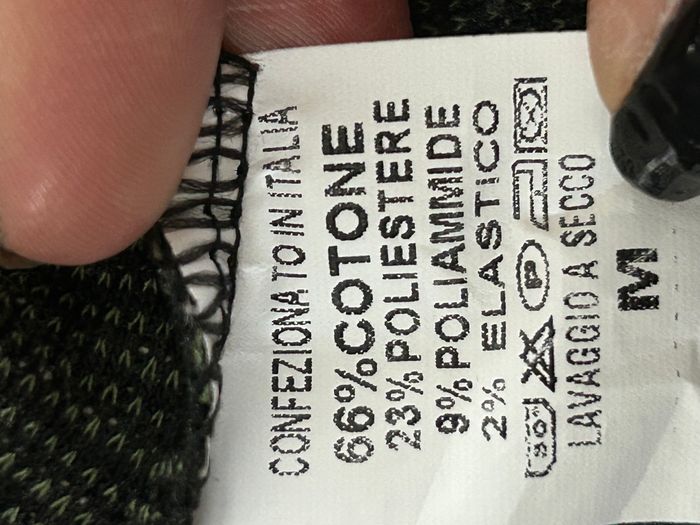 CONFEZIONATO IN ITALIA
66%COTONE
23%POLIESTERE
9%POLIAMMIDE
2% ELASTICO
P
LAVAGGIO A SECCO
M